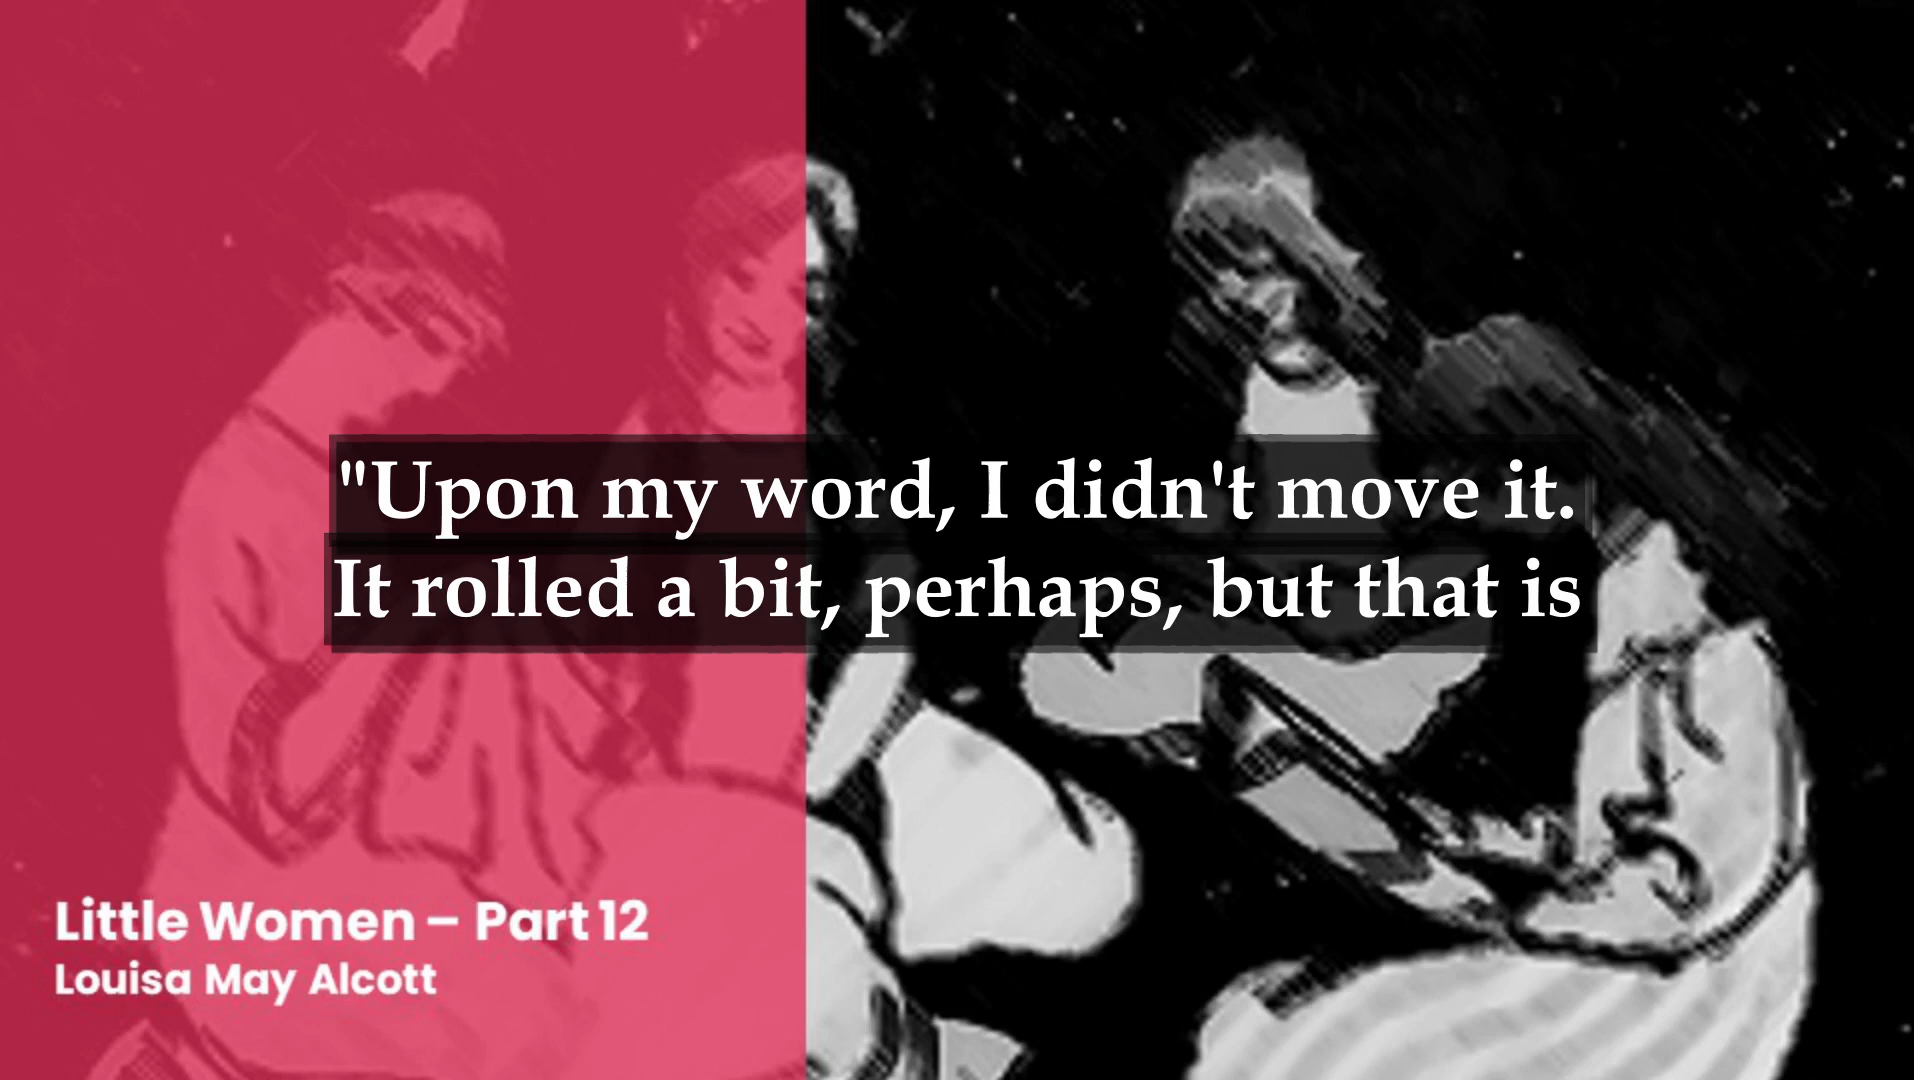 "Upon my word, I didn't move it.
It rolled a bit, perhaps, but that is
Little Women – Part 12
Louisa May Alcott